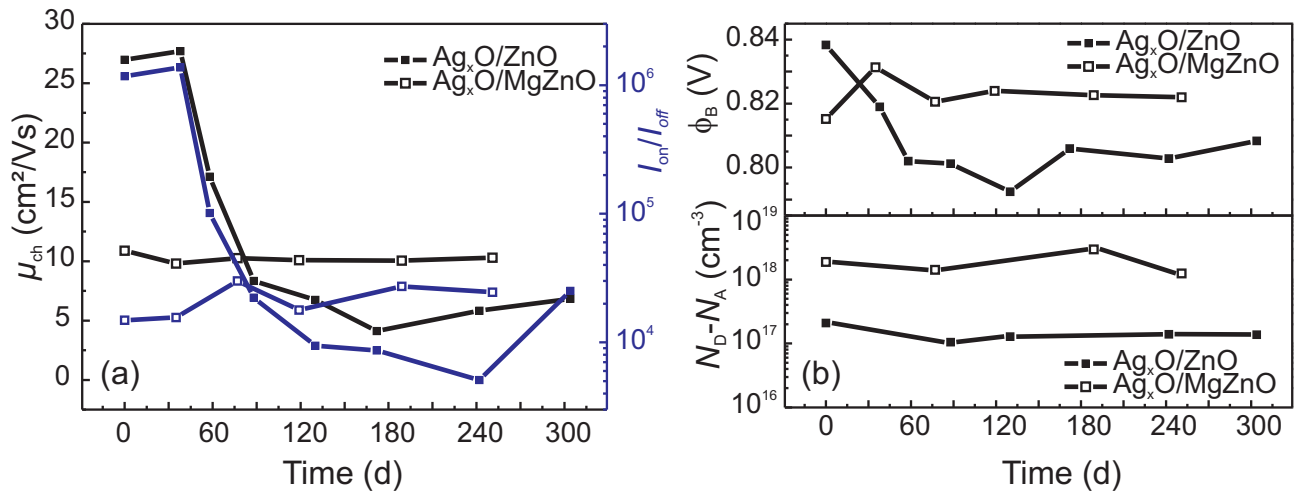 30
25
20
15
10
5
0
μch (cm²/Vs)
AgxO/ZnO
AgxO/MgZnO
10⁶
10⁵
10⁴
Ion/Ioff
(a)
0 60 120 180 240 300
Time (d)
0.84
0.82
0.80
ϕB (V)
AgxO/ZnO
AgxO/MgZnO
10¹⁹
10¹⁸
10¹⁷
10¹⁶
ND-NA (cm⁻³)
(b)
AgxO/ZnO
AgxO/MgZnO
0 60 120 180 240 300
Time (d)